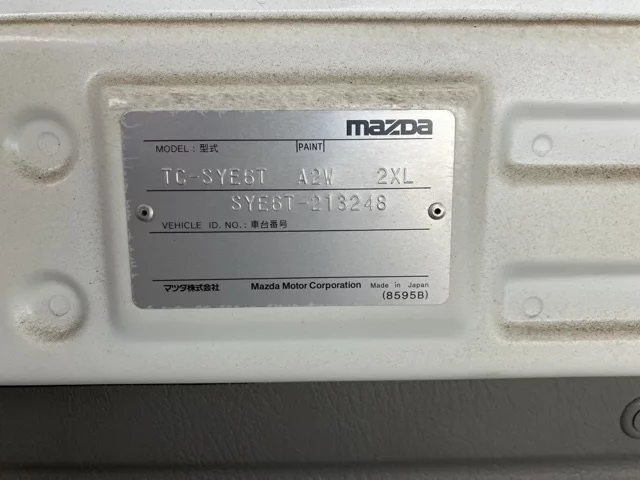 mazda
MODEL: 型式 PAINT
TC-SYE6T A2W 2XL
SYE6T-213248
VEHICLE ID. NO.: 車台番号
マツダ株式会社 Mazda Motor Corporation Made in Japan
(8595B)